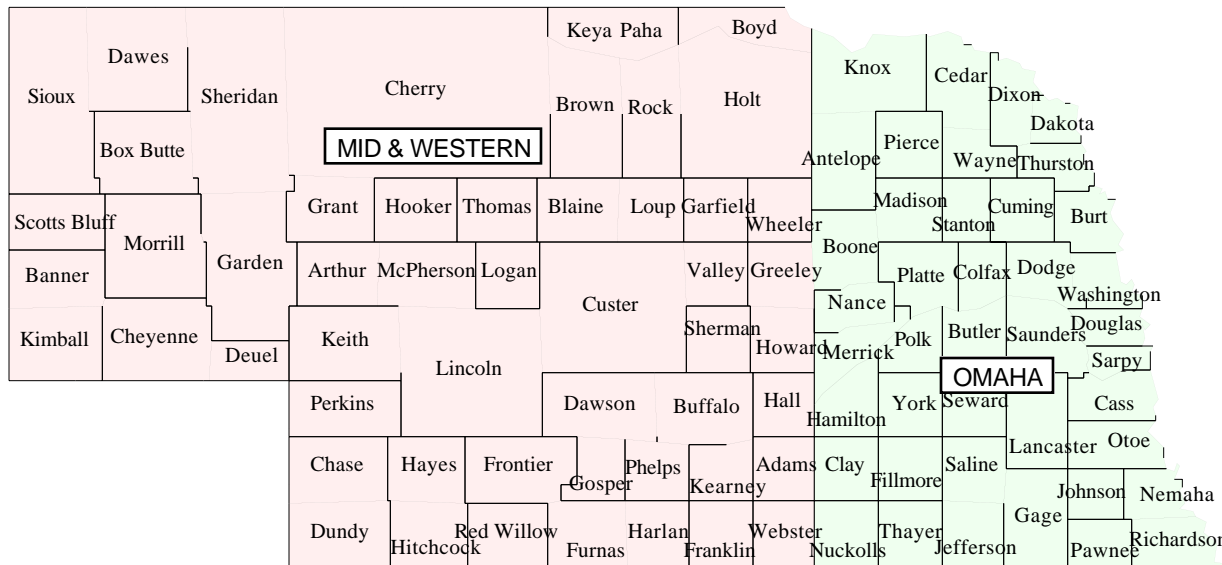 Keya Paha Boyd
Dawes
Knox Cedar
Sioux Sheridan Cherry Brown Rock Holt Dixon
Dakota
MID & WESTERN
Box Butte Antelope Pierce Wayne Thurston
Grant Hooker Thomas Blaine Loup Garfield Wheeler Madison Stanton Cuming Burt
Scotts Bluff Morrill Boone
Banner Garden Arthur McPherson Logan Valley Greeley Platte Colfax Dodge
Custer Nance Washington
Kimball Cheyenne Deuel Keith Sherman Howard Merrick Polk Butler Saunders Douglas
Sarpy
Lincoln OMAHA
Perkins Dawson Buffalo Hall Hamilton York Seward Cass
Lancaster Otoe
Chase Hayes Frontier Gosper Phelps Kearney Adams Clay Fillmore Saline
Johnson Nemaha
Gage
Dundy Hitchcock Red Willow Furnas Harlan Franklin Webster Nuckolls Thayer Jefferson Pawnee Richardson